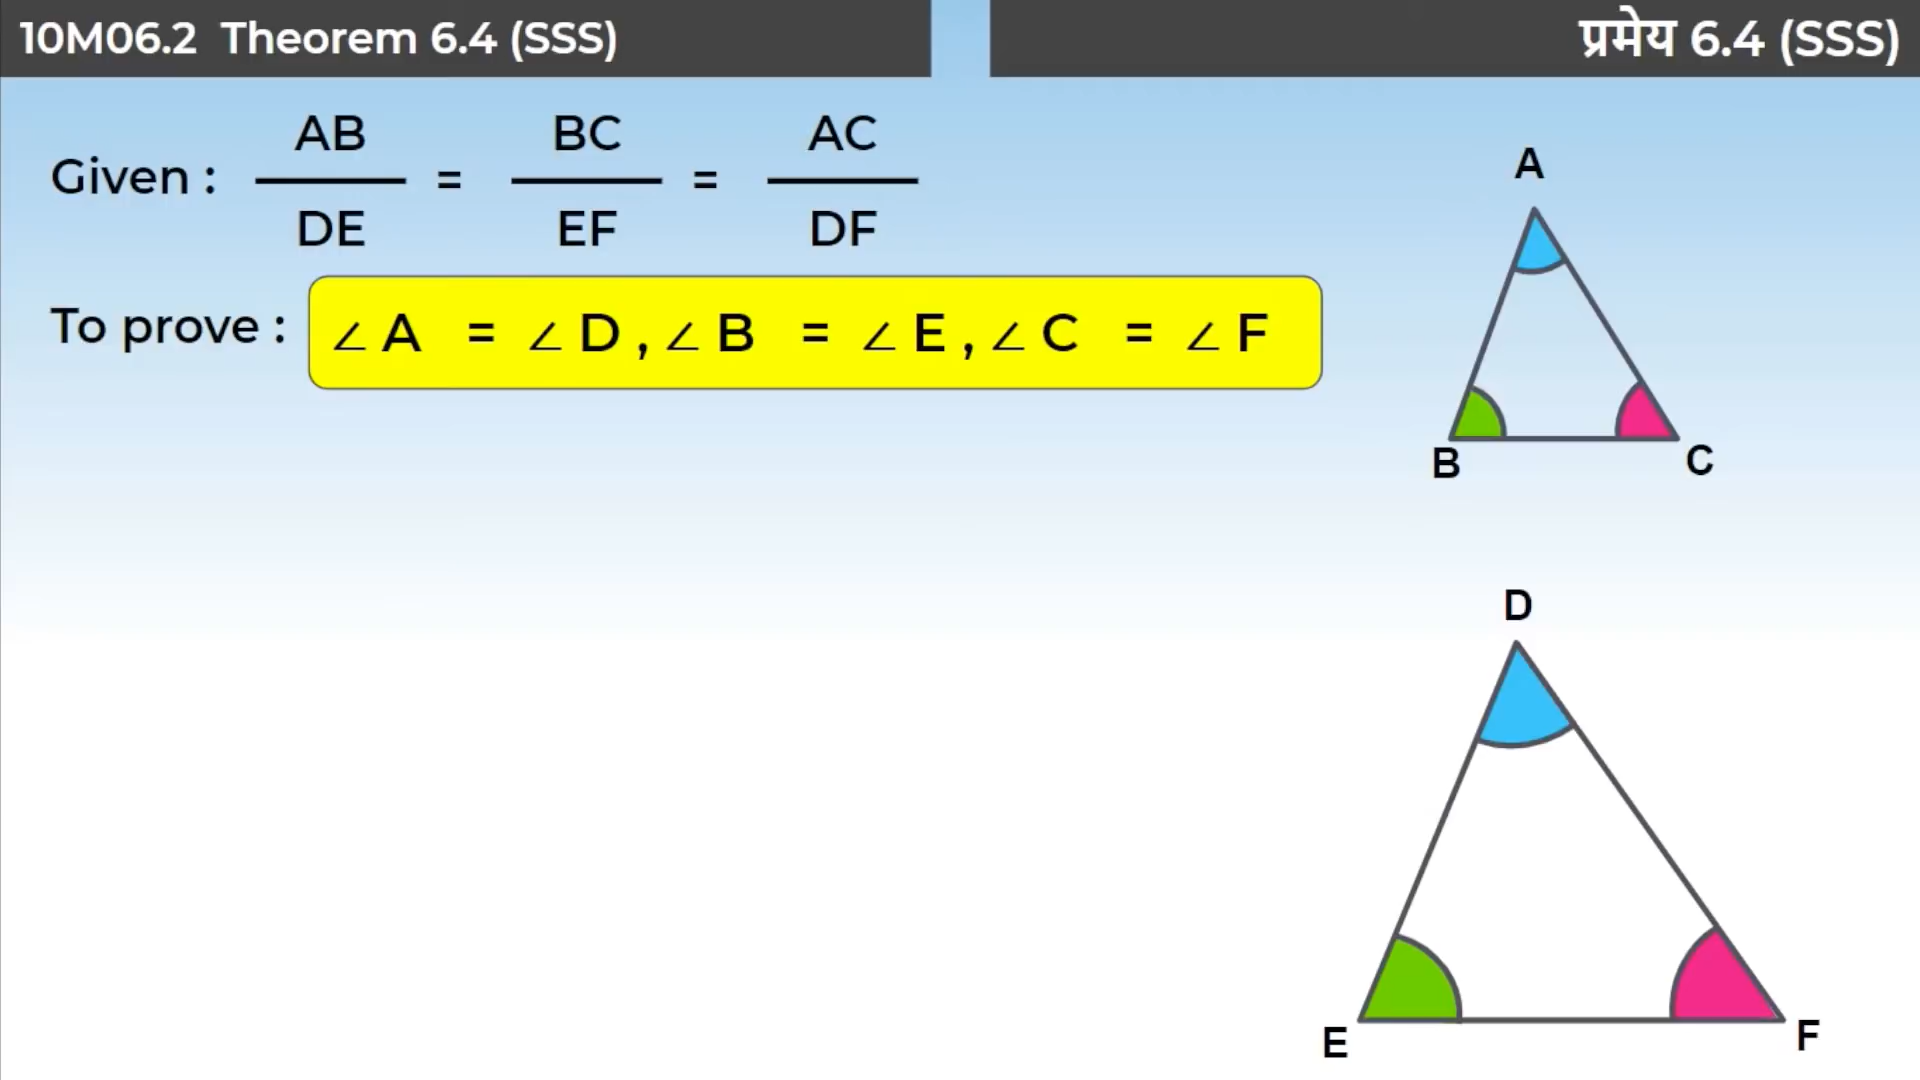 10M06.2 Theorem 6.4 (SSS)
प्रमेय 6.4 (SSS)
Given : AB/DE = BC/EF = AC/DF
To prove : ∠ A = ∠ D , ∠ B = ∠ E , ∠ C = ∠ F
A
B
C
D
E
F